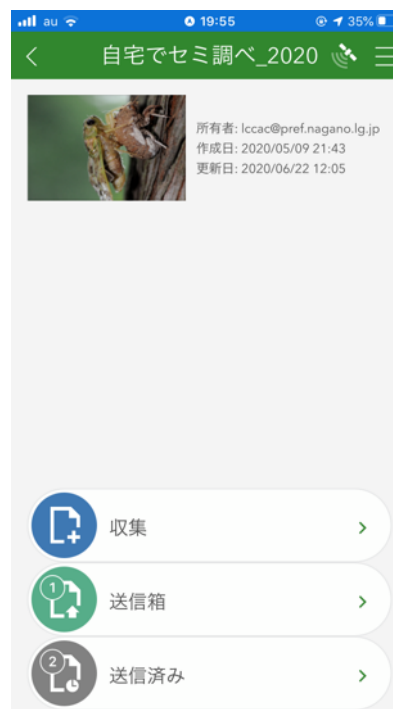 au 19:55 35%
自宅でセミ調べ_2020
所有者: lccac@pref.nagano.lg.jp
作成日: 2020/05/09 21:43
更新日: 2020/06/22 12:05
収集
1 送信箱
2 送信済み